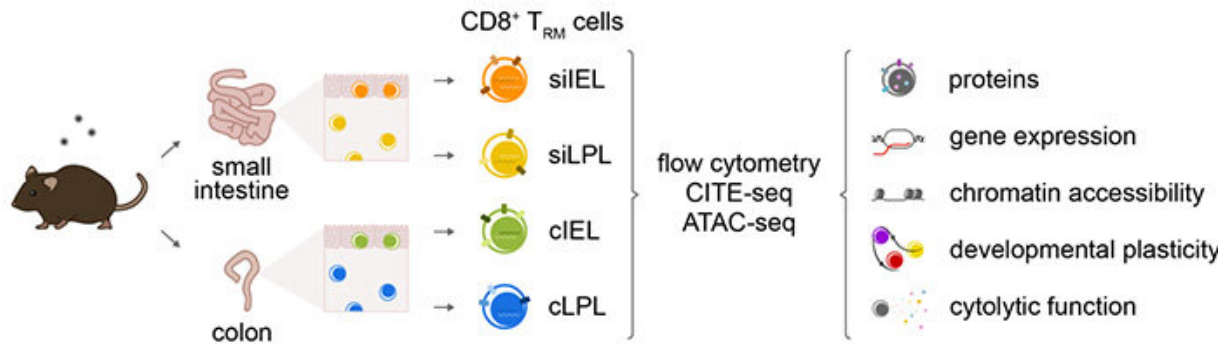 CD8⁺ T_RM cells
small
intestine
colon
siIEL
siLPL
cIEL
cLPL
flow cytometry
CITE-seq
ATAC-seq
proteins
gene expression
chromatin accessibility
developmental plasticity
cytolytic function